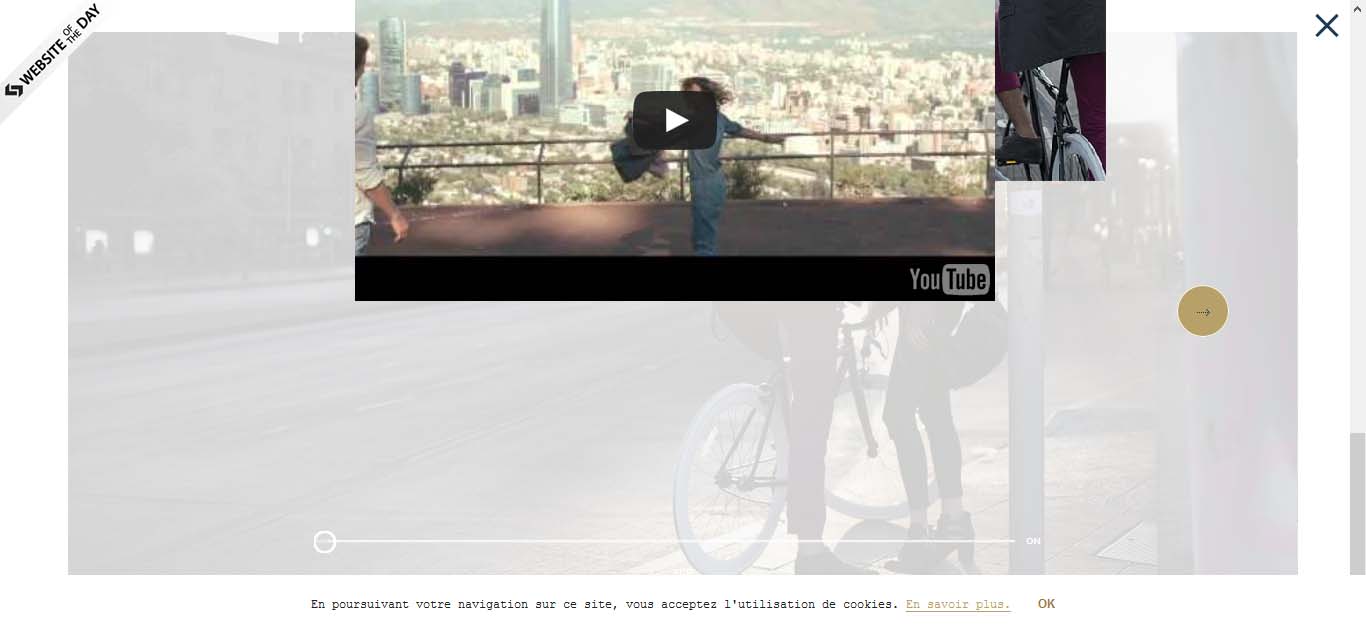 WEBSITE OF THE DAY
YouTube
ON
En poursuivant votre navigation sur ce site, vous acceptez l'utilisation de cookies. En savoir plus. OK